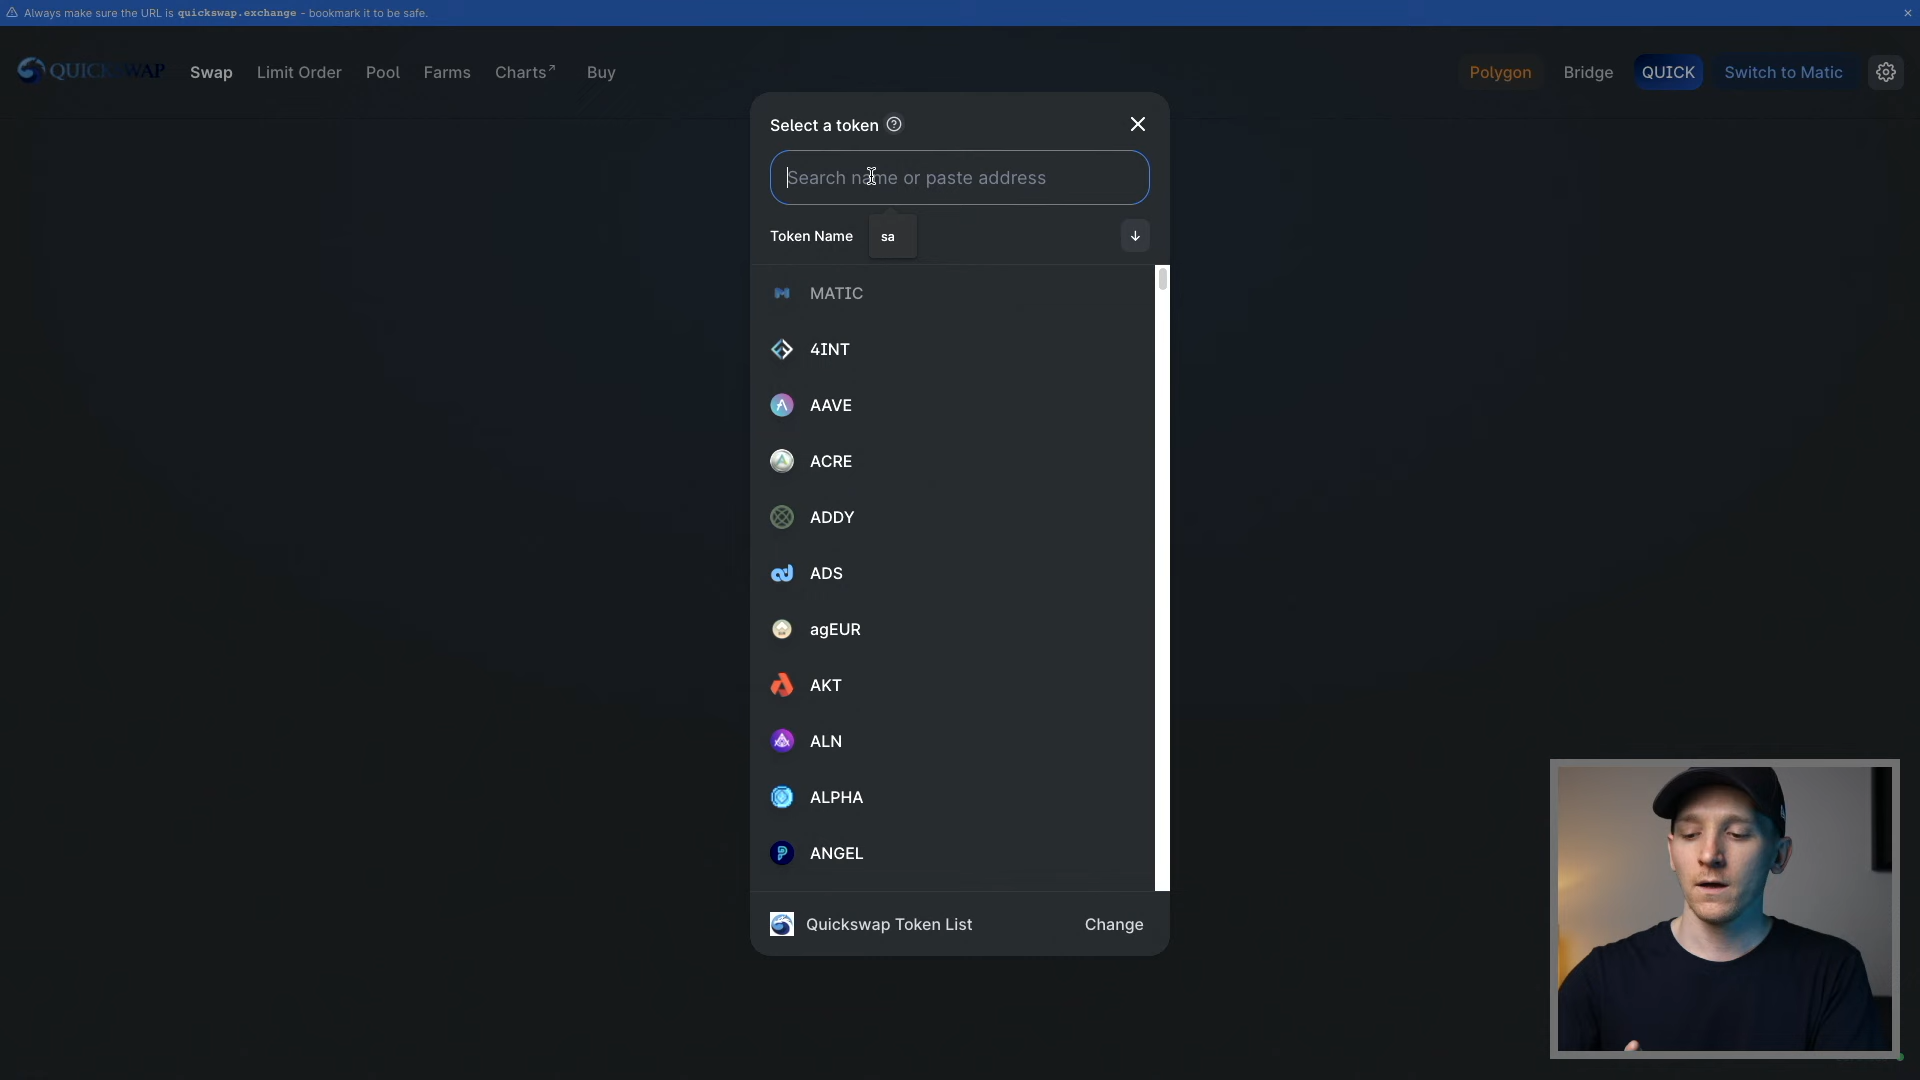 Always make sure the URL is quickswap.exchange - bookmark it to be safe.
QUICKSWAP
Swap
Limit Order
Pool
Farms
Charts↗
Buy
Polygon
Bridge
QUICK
Switch to Matic
Select a token
Search name or paste address
Token Name
sa
MATIC
4INT
AAVE
ACRE
ADDY
ADS
agEUR
AKT
ALN
ALPHA
ANGEL
Quickswap Token List
Change